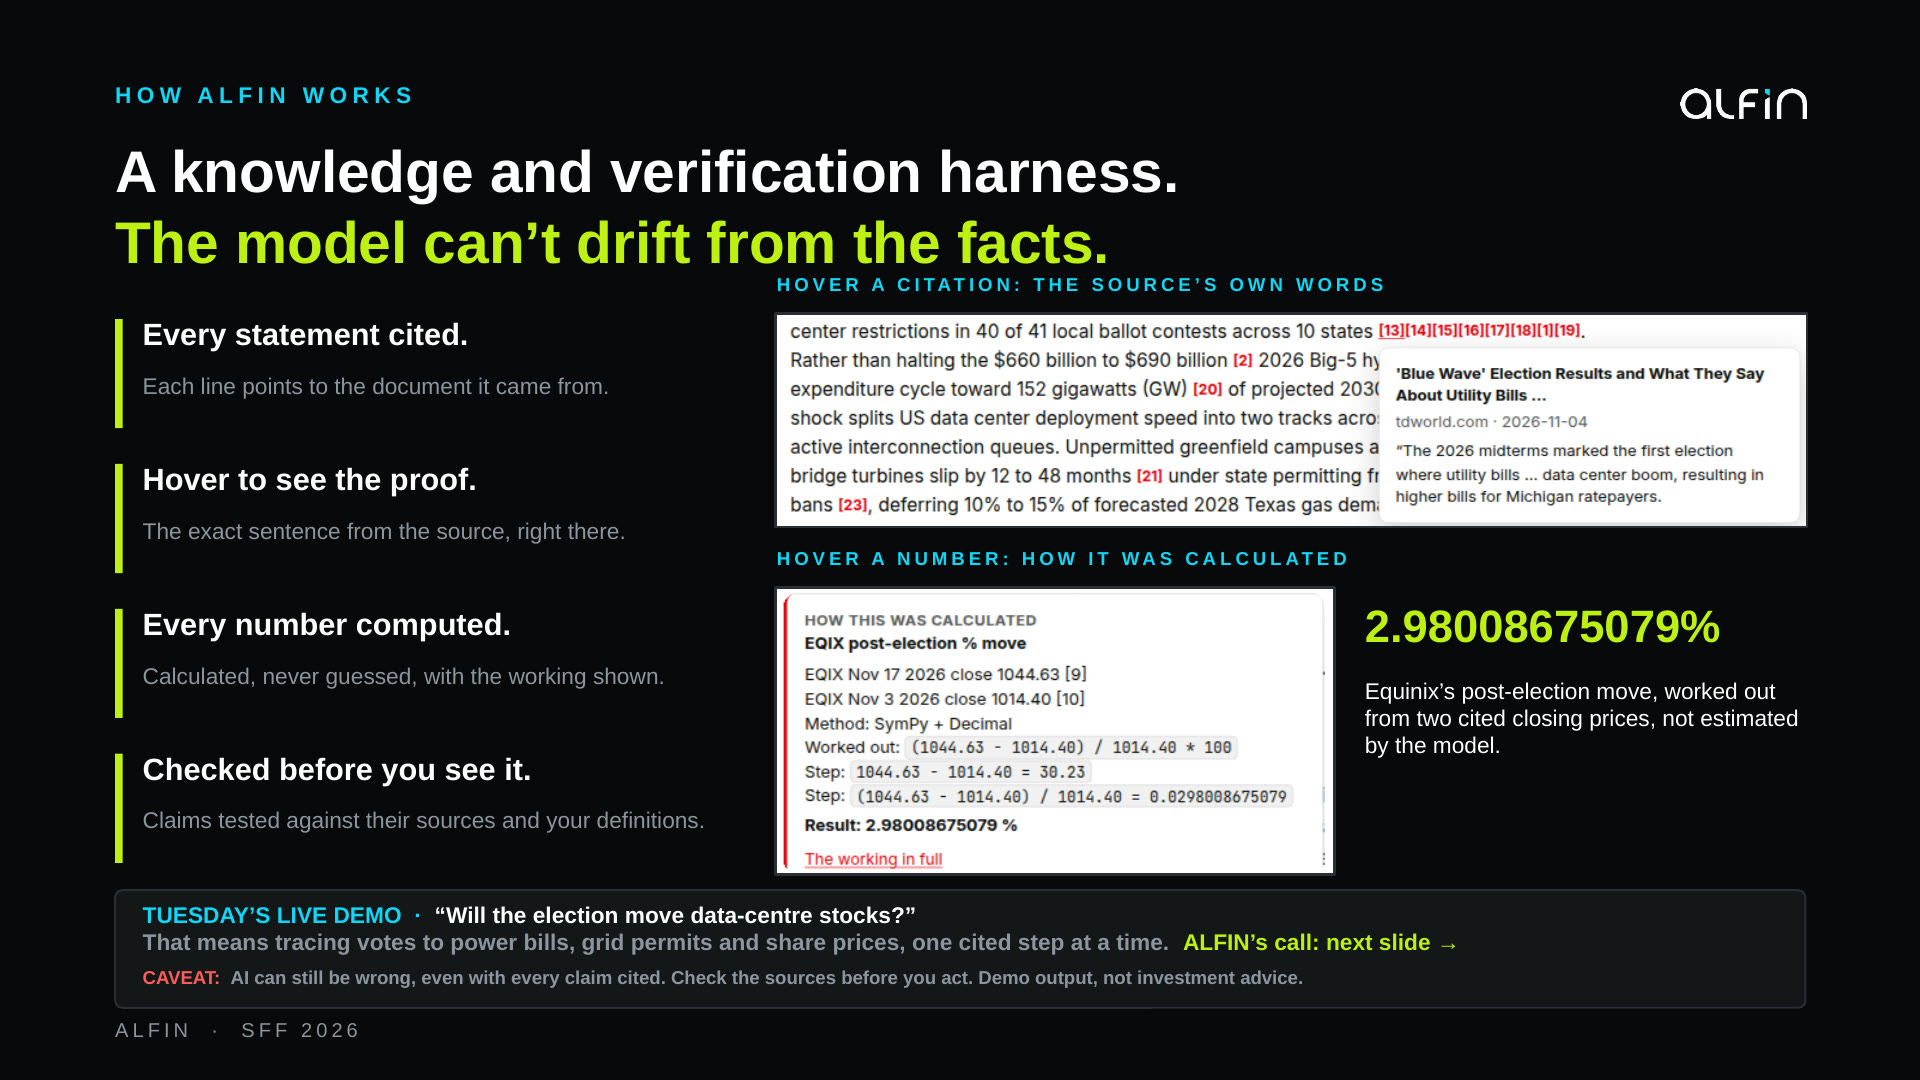 HOW ALFIN WORKS
alfin
A knowledge and verification harness.
The model can’t drift from the facts.
Every statement cited.
Each line points to the document it came from.
Hover to see the proof.
The exact sentence from the source, right there.
Every number computed.
Calculated, never guessed, with the working shown.
Checked before you see it.
Claims tested against their sources and your definitions.
HOVER A CITATION: THE SOURCE’S OWN WORDS
center restrictions in 40 of 41 local ballot contests across 10 states [13][14][15][16][17][18][1][19].
Rather than halting the $660 billion to $690 billion [2] 2026 Big-5 hy
expenditure cycle toward 152 gigawatts (GW) [20] of projected 2030
shock splits US data center deployment speed into two tracks acro
active interconnection queues. Unpermitted greenfield campuses a
bridge turbines slip by 12 to 48 months [21] under state permitting fr
bans [23], deferring 10% to 15% of forecasted 2028 Texas gas dem
'Blue Wave' Election Results and What They Say
About Utility Bills ...
tdworld.com · 2026-11-04
“The 2026 midterms marked the first election
where utility bills ... data center boom, resulting in
higher bills for Michigan ratepayers.
HOVER A NUMBER: HOW IT WAS CALCULATED
HOW THIS WAS CALCULATED
EQIX post-election % move
EQIX Nov 17 2026 close 1044.63 [9]
EQIX Nov 3 2026 close 1014.40 [10]
Method: SymPy + Decimal
Worked out: (1044.63 - 1014.40) / 1014.40 * 100
Step: 1044.63 - 1014.40 = 30.23
Step: (1044.63 - 1014.40) / 1014.40 = 0.0298008675079
Result: 2.98008675079 %
The working in full
2.98008675079%
Equinix’s post-election move, worked out
from two cited closing prices, not estimated
by the model.
TUESDAY’S LIVE DEMO · “Will the election move data-centre stocks?”
That means tracing votes to power bills, grid permits and share prices, one cited step at a time. ALFIN’s call: next slide →
CAVEAT: AI can still be wrong, even with every claim cited. Check the sources before you act. Demo output, not investment advice.
ALFIN · SFF 2026